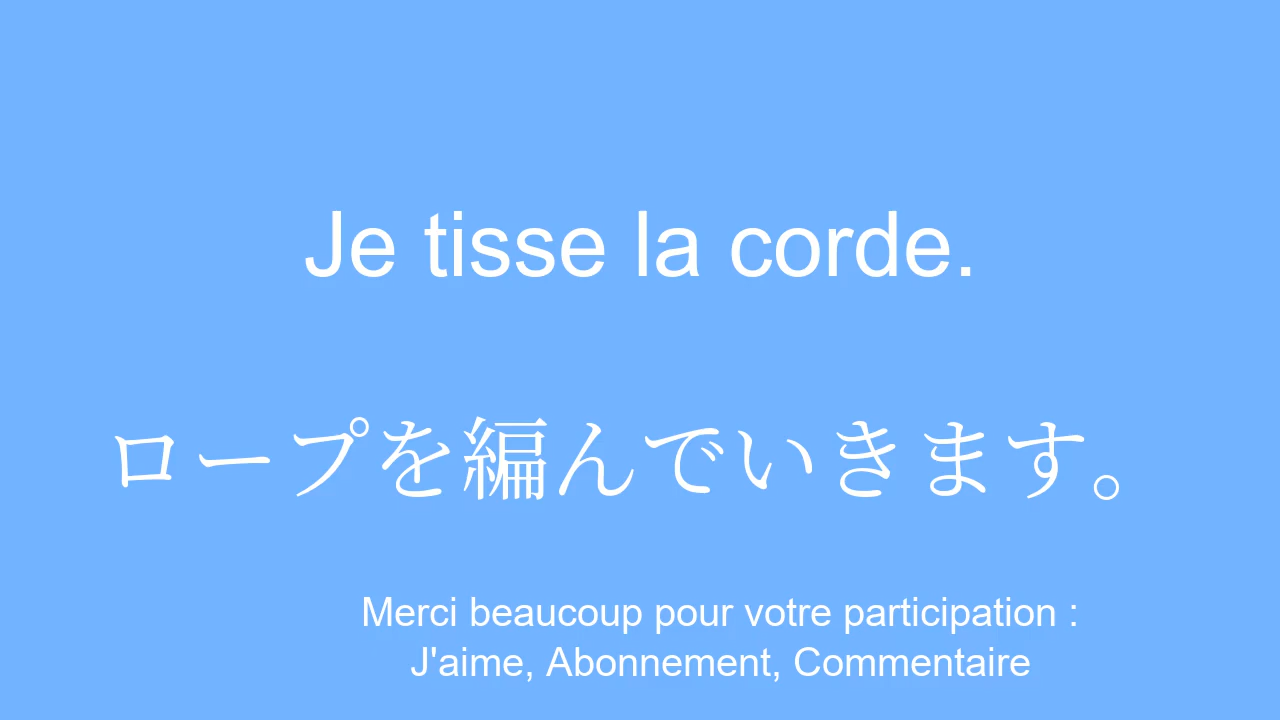 Je tisse la corde.
ロープを編んでいきます。
Merci beaucoup pour votre participation :
J'aime, Abonnement, Commentaire